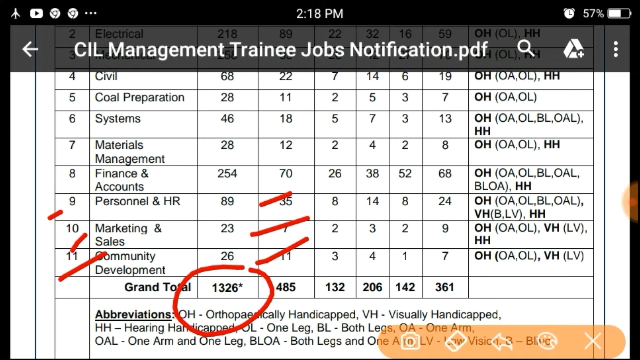 2:18 PM 57%
CIL Management Trainee Jobs Notification.pdf
2 Electrical 218 89 22 32 16 59 OH (OL), HH
4 Civil 68 22 7 14 6 19 OH (OA,OL), HH
5 Coal Preparation 28 11 2 5 3 7 OH (OA,OL)
6 Systems 46 18 5 7 3 13 OH (OA,OL,BL,OAL),
HH
7 Materials 28 12 2 4 2 8 OH (OA,OL), HH
Management
8 Finance & 254 70 26 38 52 68 OH (OA,OL,BL,OAL,
Accounts BLOA), HH
9 Personnel & HR 89 35 8 14 8 24 OH (OA,OL,BL,OAL),
VH(B,LV), HH
10 Marketing & 23 7 2 3 2 9 OH (OA,OL), VH (LV),
Sales HH
11 Community 26 11 3 4 1 7 OH (OA,OL), VH (LV)
Development
Grand Total 1326* 485 132 206 142 361
Abbreviations: OH - Orthopaedically Handicapped, VH - Visually Handicapped,
HH – Hearing Handicapped, OL - One Leg, BL - Both Legs, OA - One Arm,
OAL - One Arm and One Leg, BLOA - Both Legs and One Arm, LV - Low Vision, B – Blind